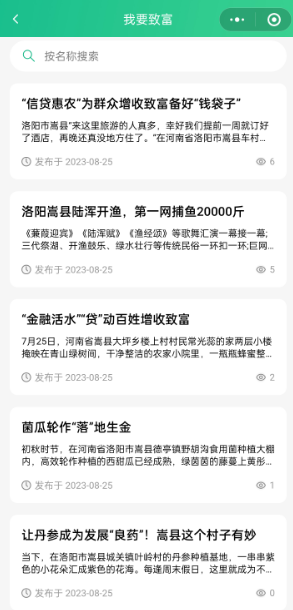 我要致富
按名称搜索
“信贷惠农”为群众增收致富备好“钱袋子”
洛阳市嵩县“来这里旅游的人真多，幸好我们提前一周就订好
了酒店，再晚还真没地方住了。”在河南省洛阳市嵩县车村…
发布于 2023-08-25
6
洛阳嵩县陆浑开渔，第一网捕鱼20000斤
《蒹葭迎宾》《陆浑赋》《渔经颂》等歌舞汇演一幕接一幕;
三代祭湖、开渔鼓乐、绿水壮行等传统民俗一环扣一环;巨网…
发布于 2023-08-25
5
“金融活水”“贷”动百姓增收致富
7月25日，河南省嵩县大坪乡楼上村村民常光蕊的家两层小楼
掩映在青山绿树间，干净整洁的农家小院里，一瓶瓶蜂蜜整…
发布于 2023-08-25
2
菌瓜轮作“落”地生金
初秋时节，在河南省洛阳市嵩县德亭镇野胡沟食用菌种植大棚
内，高效轮作种植的西甜瓜已经成熟，绿茵茵的藤蔓上黄彤…
发布于 2023-08-25
1
让丹参成为发展“良药”！嵩县这个村子有妙
当下，在洛阳市嵩县城关镇叶岭村的丹参种植基地，一串串紫
色的小花朵汇成紫色的花海。每逢周末假日，这里就成为不…
发布于 2023-08-25
0